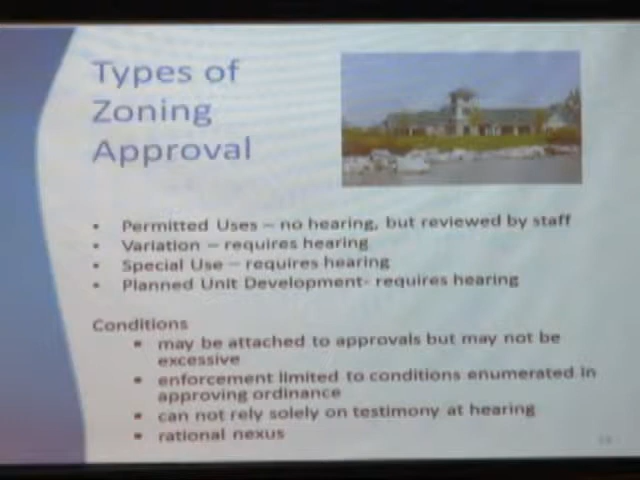 Types of
Zoning
Approval
• Permitted Uses – no hearing, but reviewed by staff
• Variation – requires hearing
• Special Use – requires hearing
• Planned Unit Development- requires hearing
Conditions
▪ may be attached to approvals but may not be
excessive
▪ enforcement limited to conditions enumerated in
approving ordinance
▪ can not rely solely on testimony at hearing
▪ rational nexus